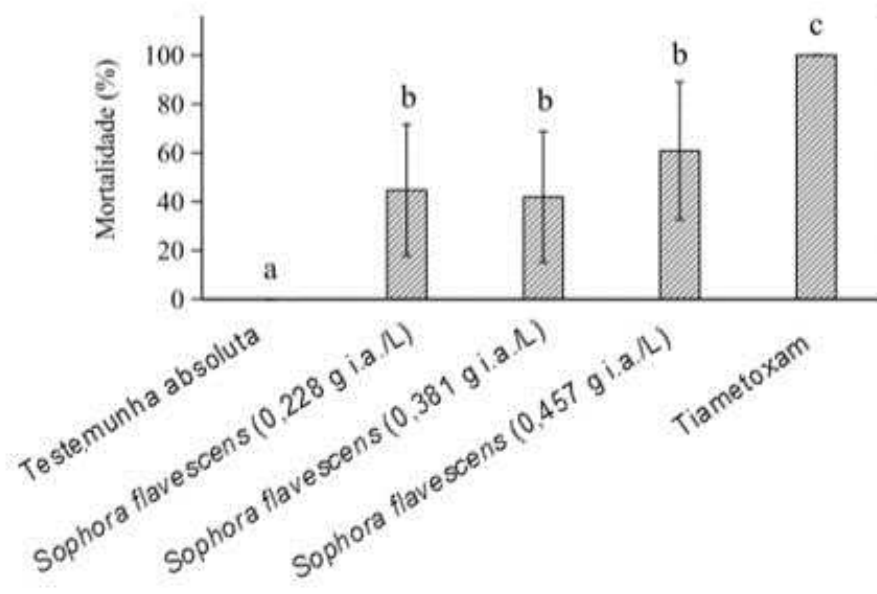 Mortalidade (%)
100
80
60
40
20
0
a
b
b
b
c
Testemunha absoluta
Sophora flavescens (0,228 g i.a./L)
Sophora flavescens (0,381 g i.a./L)
Sophora flavescens (0,457 g i.a./L)
Tiametoxam